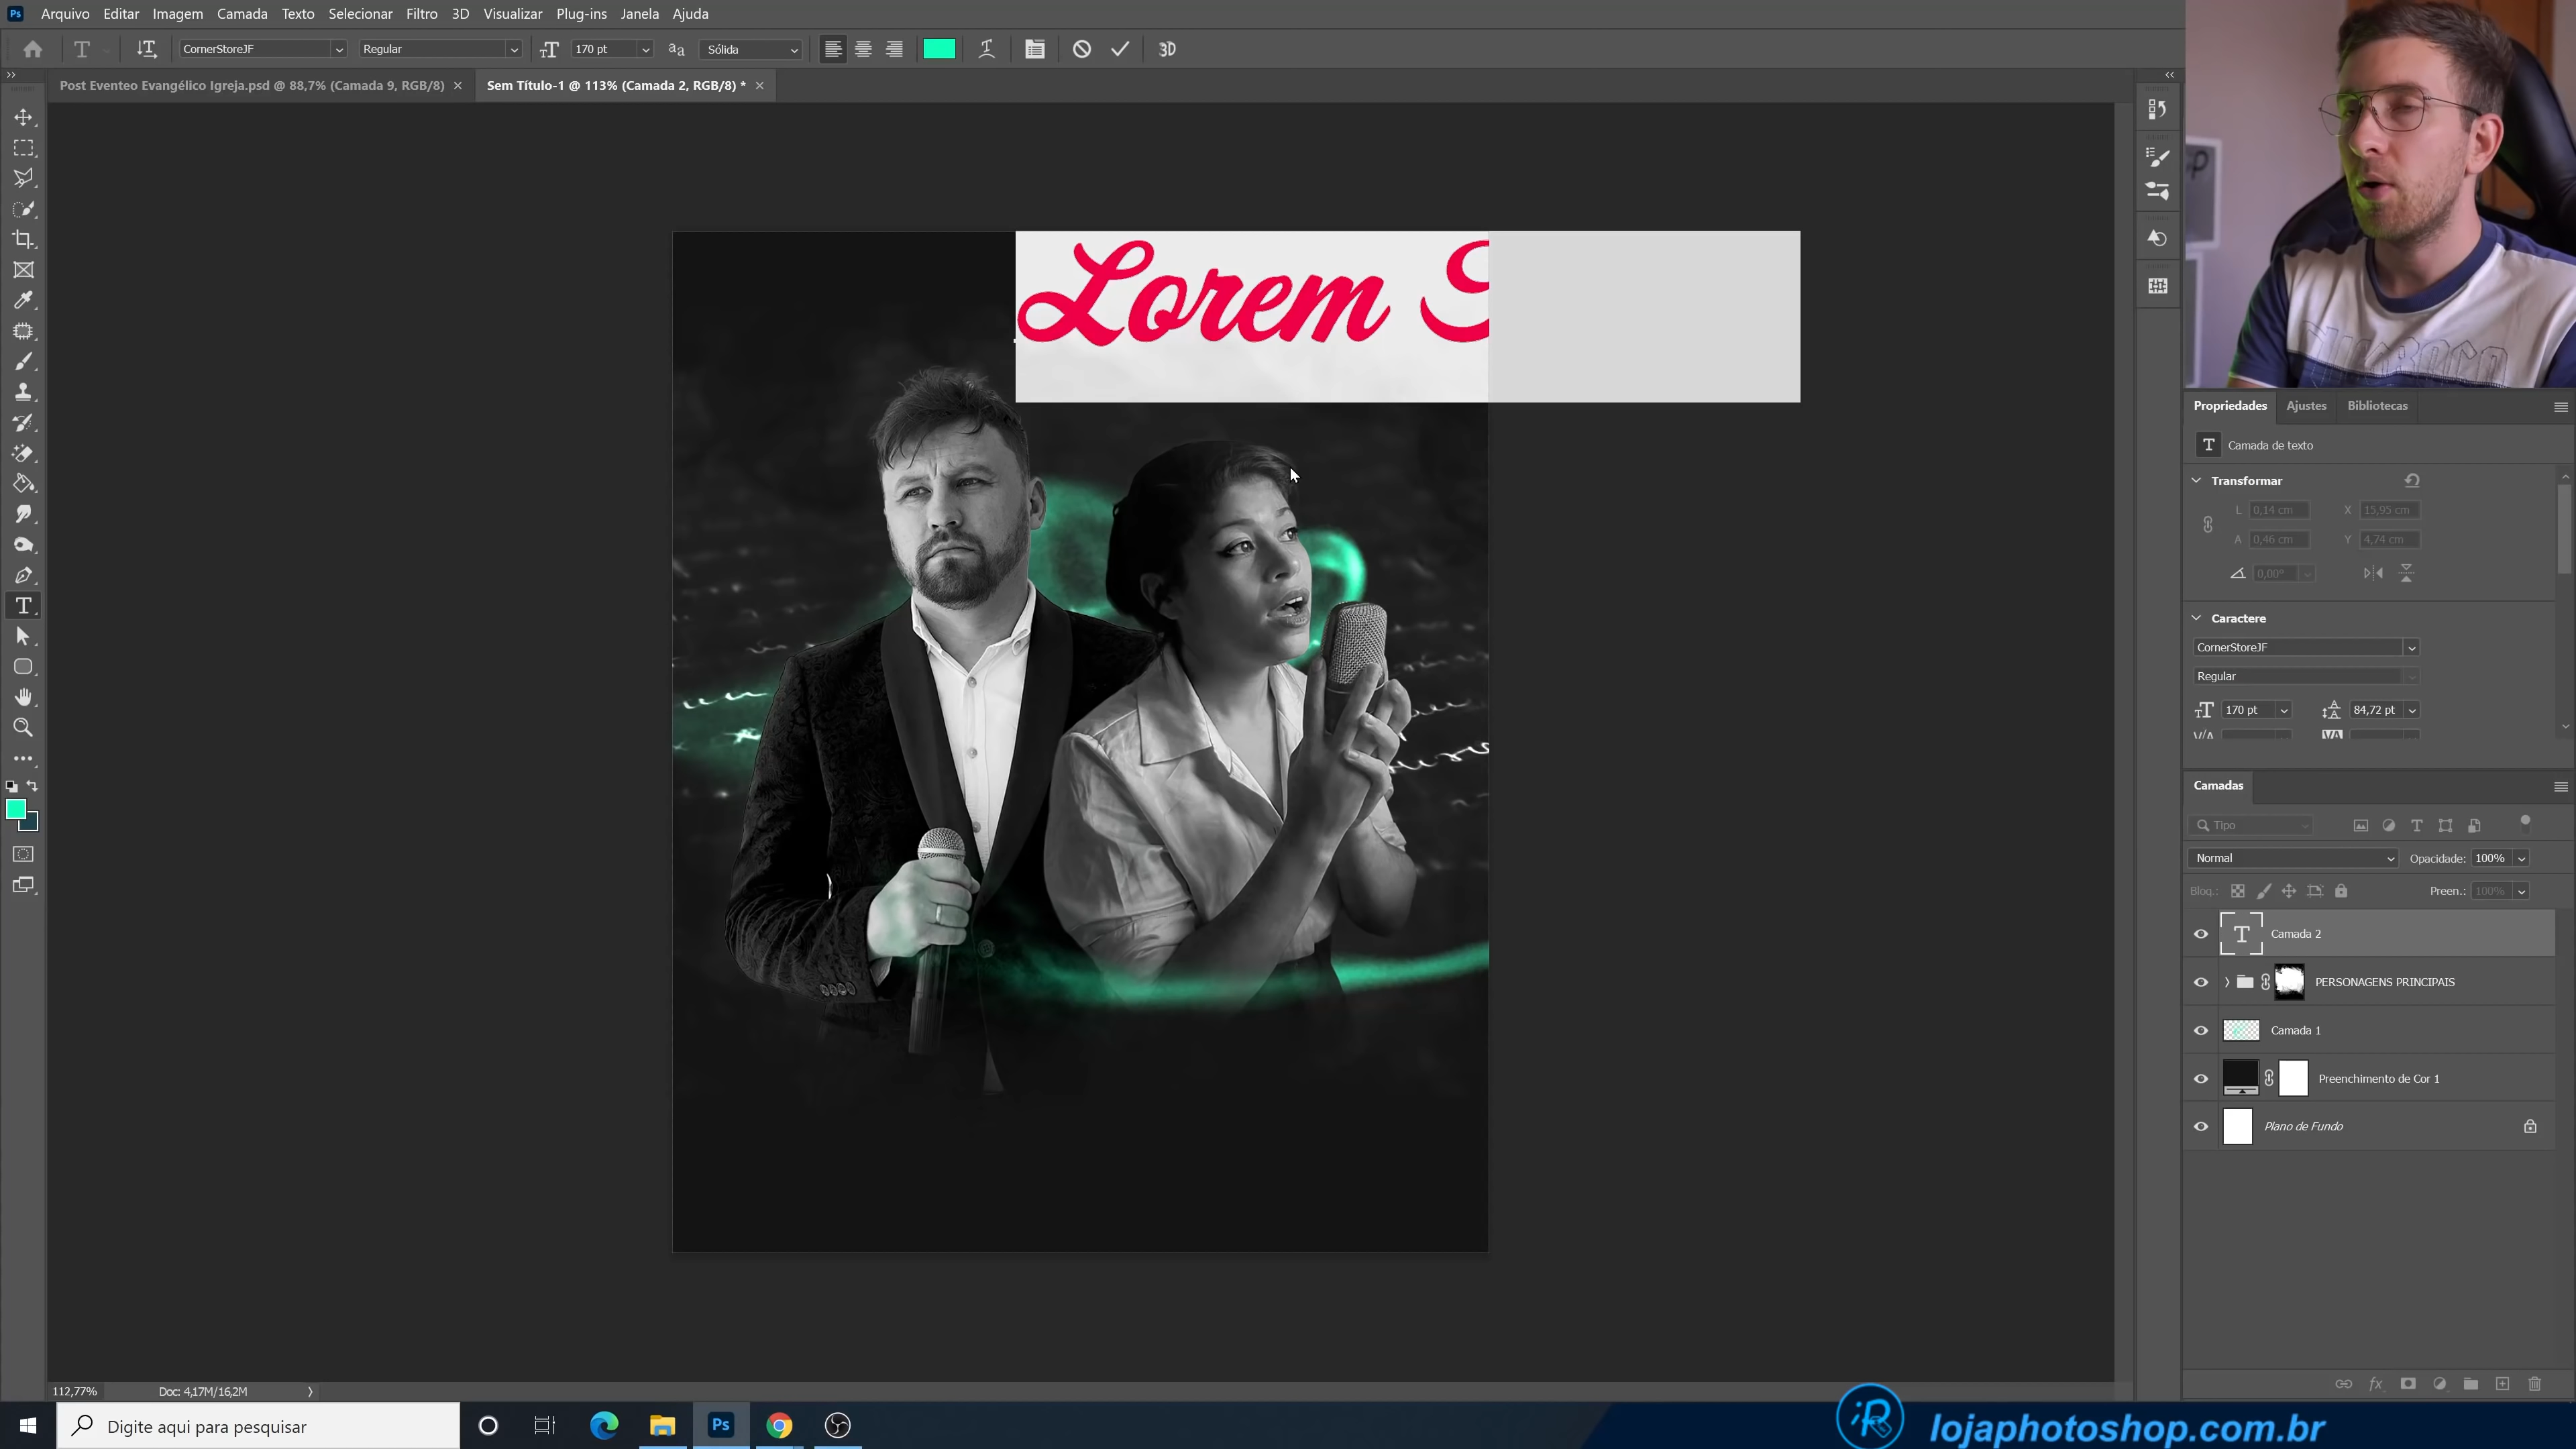 Arquivo Editar Imagem Camada Texto Selecionar Filtro 3D Visualizar Plug-ins Janela Ajuda
CornerStoreJF Regular 170 pt Sólida 3D
Post Eventeo Evangélico Igreja.psd @ 88,7% (Camada 9, RGB/8) × Sem Título-1 @ 113% (Camada 2, RGB/8) * ×
Lorem S
Propriedades Ajustes Bibliotecas
Camada de texto
Transformar
L 0,14 cm X 15,95 cm
A 0,46 cm Y 4,74 cm
0,00°
Caractere
CornerStoreJF
Regular
170 pt 84,72 pt
Camadas
Tipo
Normal Opacidade: 100%
Bloq.: Preen.: 100%
Camada 2
PERSONAGENS PRINCIPAIS
Camada 1
Preenchimento de Cor 1
Plano de Fundo
112,77% Doc: 4,17M/16,2M
Digite aqui para pesquisar
Ps
lojaphotoshop.com.br